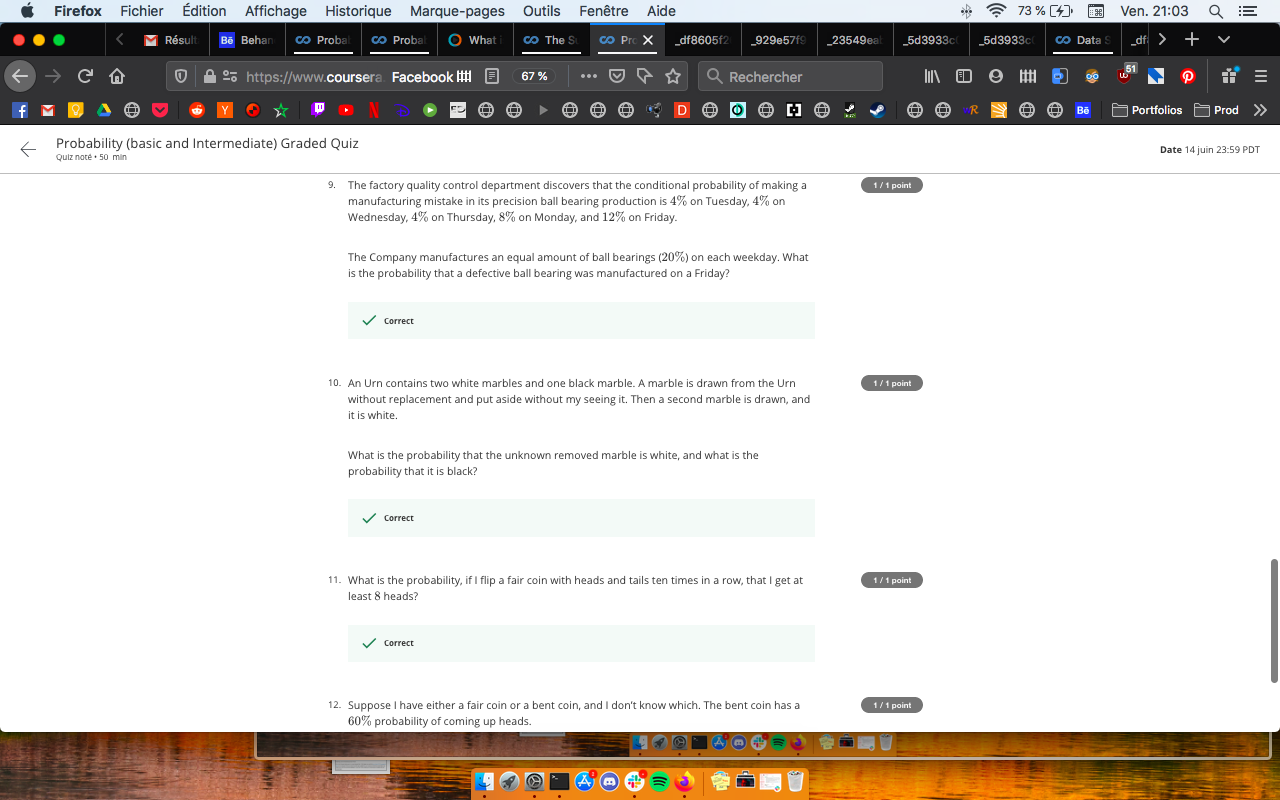 Firefox Fichier Édition Affichage Historique Marque-pages Outils Fenêtre Aide 73 % Ven. 21:03
Résult Bē Behan Proba Proba What i The Su Pro _df8605f2 _929e57f9 _23549ea _5d3933c _5d3933c Data S _df
https://www.coursera. Facebook 67 % Rechercher 51
Portfolios Prod
Probability (basic and Intermediate) Graded Quiz
Quiz noté • 50 min
Date 14 juin 23:59 PDT
9. The factory quality control department discovers that the conditional probability of making a
manufacturing mistake in its precision ball bearing production is 4% on Tuesday, 4% on
Wednesday, 4% on Thursday, 8% on Monday, and 12% on Friday.
1 / 1 point
The Company manufactures an equal amount of ball bearings (20%) on each weekday. What
is the probability that a defective ball bearing was manufactured on a Friday?
Correct
10. An Urn contains two white marbles and one black marble. A marble is drawn from the Urn
without replacement and put aside without my seeing it. Then a second marble is drawn, and
it is white.
1 / 1 point
What is the probability that the unknown removed marble is white, and what is the
probability that it is black?
Correct
11. What is the probability, if I flip a fair coin with heads and tails ten times in a row, that I get at
least 8 heads?
1 / 1 point
Correct
12. Suppose I have either a fair coin or a bent coin, and I don't know which. The bent coin has a
60% probability of coming up heads.
1 / 1 point